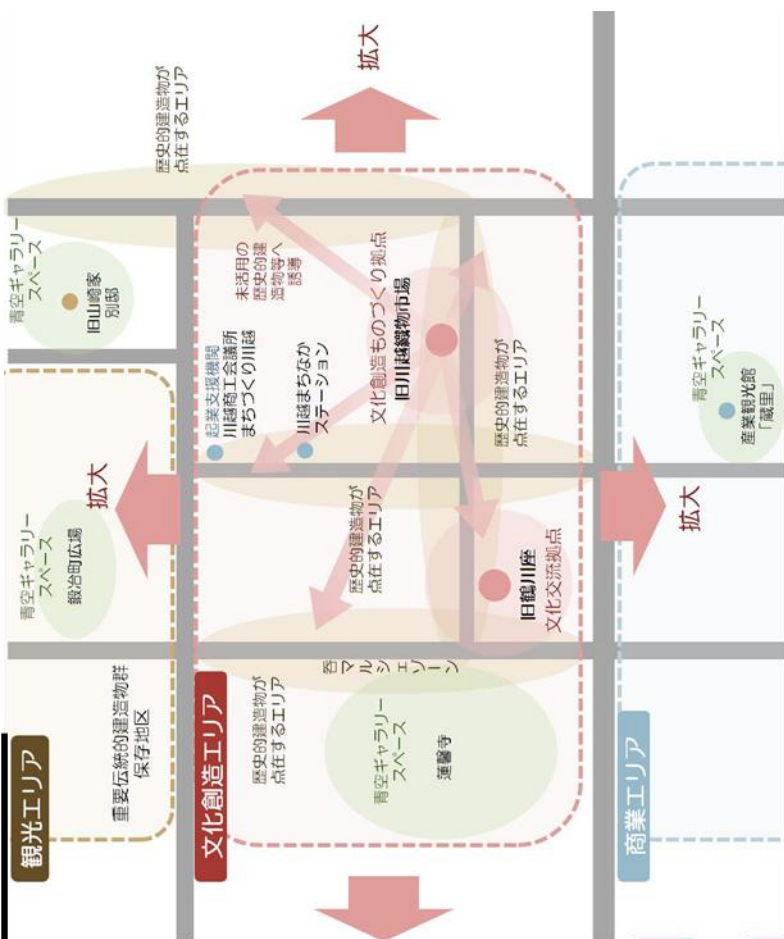 観光エリア
重要伝統的建造物群
保存地区
青空ギャラリー
スペース
鍛冶町広場
拡大
青空ギャラリー
スペース
旧山崎家
別邸
歴史的建造物が
点在するエリア
文化創造エリア
歴史的建造物が
点在するエリア
青空ギャラリー
スペース
蓮馨寺
呑マルシェゾーン
歴史的建造物が
点在するエリア
起業支援機関
川越商工会議所
まちづくり川越
川越まちなか
ステーション
未活用の
歴史的建
造物等へ
誘導
文化創造ものづくり拠点
旧川越織物市場
歴史的建造物が
点在するエリア
旧鶴川座
文化交流拠点
拡大
拡大
商業エリア
青空ギャラリー
スペース
産業観光館
「蔵里」